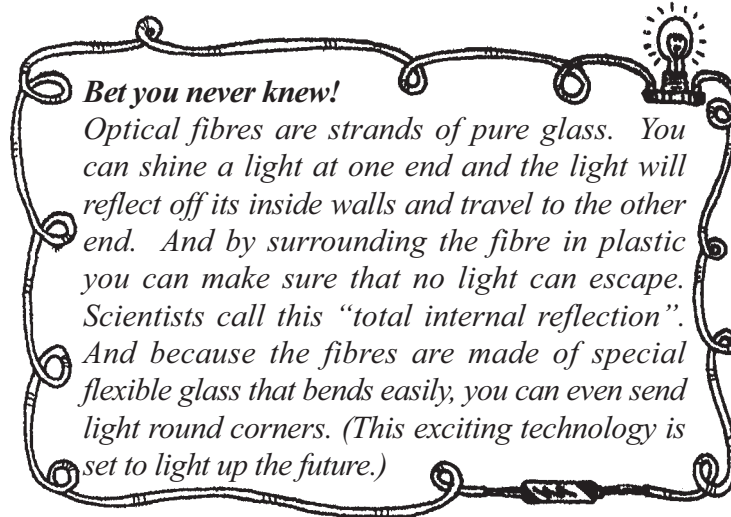 Bet you never knew!
Optical fibres are strands of pure glass. You
can shine a light at one end and the light will
reflect off its inside walls and travel to the other
end. And by surrounding the fibre in plastic
you can make sure that no light can escape.
Scientists call this “total internal reflection”.
And because the fibres are made of special
flexible glass that bends easily, you can even send
light round corners. (This exciting technology is
set to light up the future.)